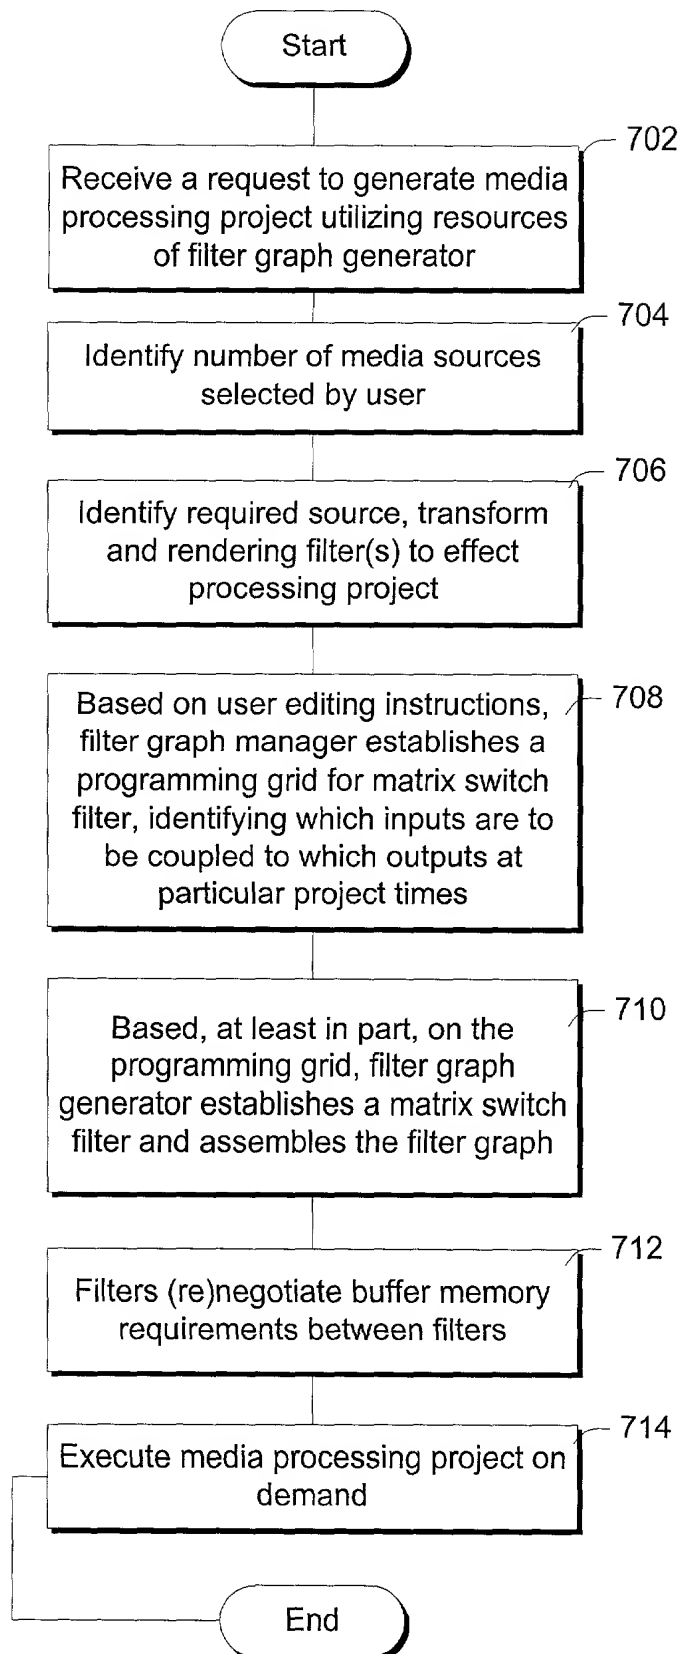 Start
702
Receive a request to generate media
processing project utilizing resources
of filter graph generator
704
Identify number of media sources
selected by user
706
Identify required source, transform
and rendering filter(s) to effect
processing project
708
Based on user editing instructions,
filter graph manager establishes a
programming grid for matrix switch
filter, identifying which inputs are to
be coupled to which outputs at
particular project times
710
Based, at least in part, on the
programming grid, filter graph
generator establishes a matrix switch
filter and assembles the filter graph
712
Filters (re)negotiate buffer memory
requirements between filters
714
Execute media processing project on
demand
End